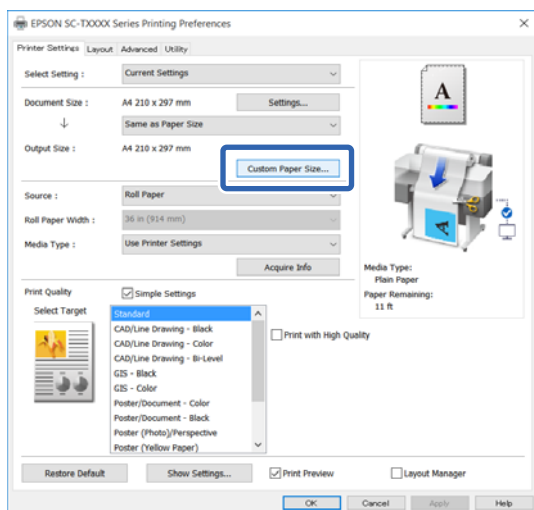 EPSON SC-TXXXX Series Printing Preferences
Printer Settings Layout Advanced Utility
Select Setting : Current Settings
Document Size : A4 210 x 297 mm Settings...
Same as Paper Size
Output Size : A4 210 x 297 mm
Custom Paper Size...
Source : Roll Paper
Roll Paper Width : 36 in (914 mm)
Media Type : Use Printer Settings
Acquire Info
A
Media Type:
Plain Paper
Paper Remaining:
11 ft
Print Quality Simple Settings
Select Target
Standard
CAD/Line Drawing - Black
CAD/Line Drawing - Color
CAD/Line Drawing - Bi-Level
GIS - Black
GIS - Color
Poster/Document - Color
Poster/Document - Black
Poster (Photo)/Perspective
Poster (Yellow Paper)
Print with High Quality
Restore Default Show Settings... Print Preview Layout Manager
OK Cancel Apply Help